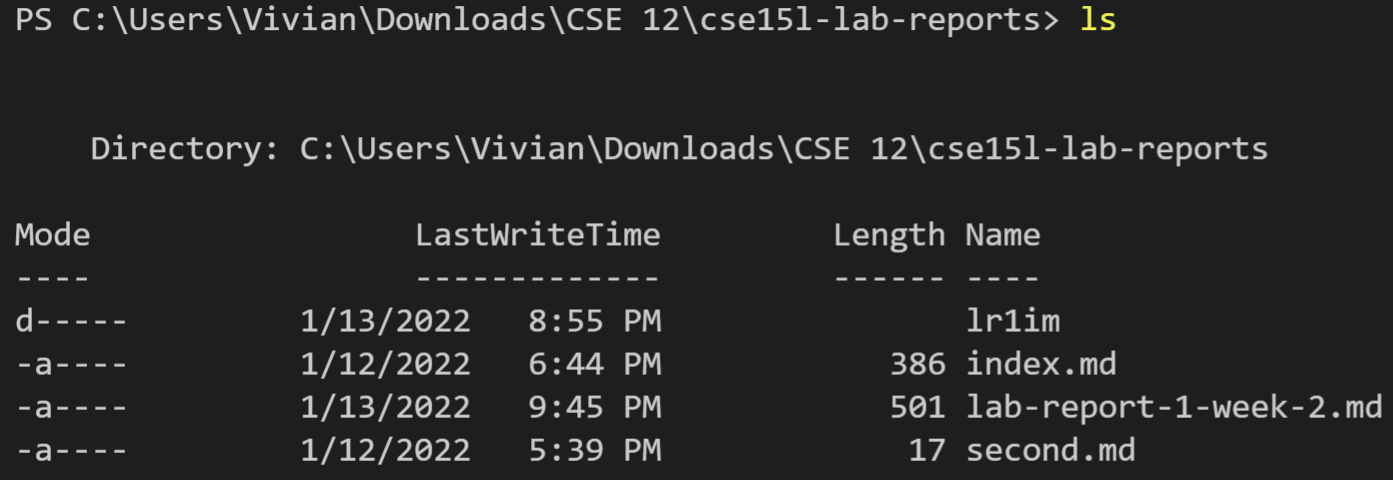 PS C:\Users\Vivian\Downloads\CSE 12\cse15l-lab-reports> ls
Directory: C:\Users\Vivian\Downloads\CSE 12\cse15l-lab-reports
Mode                 LastWriteTime         Length Name
----                 -------------         ------ ----
d-----         1/13/2022   8:55 PM                lr1im
-a----         1/12/2022   6:44 PM            386 index.md
-a----         1/13/2022   9:45 PM            501 lab-report-1-week-2.md
-a----         1/12/2022   5:39 PM             17 second.md